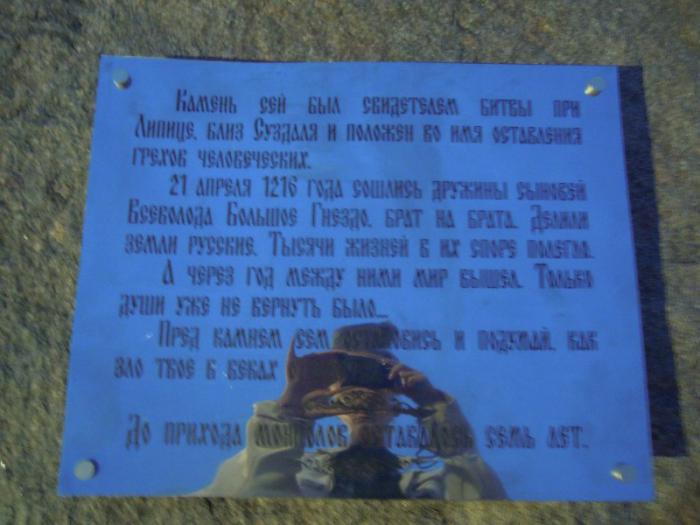 Камень сей был свидетелем битвы при
Липице, близ Суздаля и положен во имя оставления
грехов человеческих.
21 апреля 1216 года сошлись дружины сыновей
Всеволода Большое Гнездо, брат на брата. Делили
земли русские. Тысячи жизней в их споре полегло.
А через год между ними мир вышел. Только
души уже не вернуть было...
Пред камнем сем остановись и подумай, как
зло твое в веках
До прихода монголов оставалось семь лет..